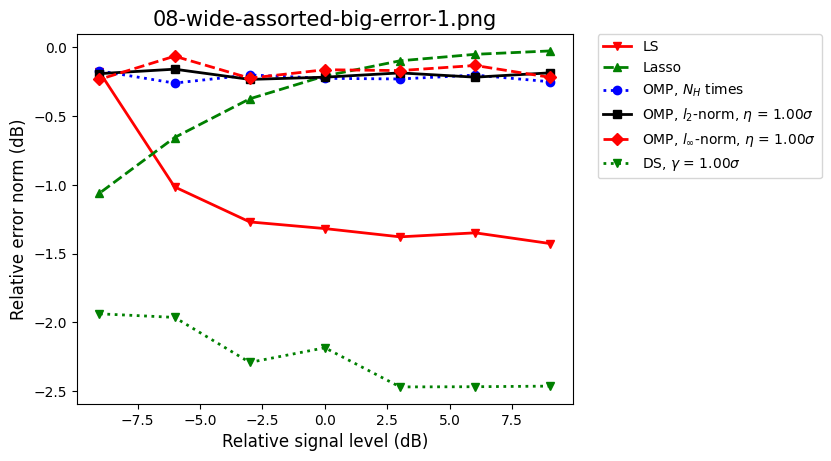 08-wide-assorted-big-error-1.png
Relative error norm (dB)
0.0
−0.5
−1.0
−1.5
−2.0
−2.5
−7.5 −5.0 −2.5 0.0 2.5 5.0 7.5
Relative signal level (dB)
LS
Lasso
OMP, N_H times
OMP, l_2-norm, η = 1.00σ
OMP, l_∞-norm, η = 1.00σ
DS, γ = 1.00σ